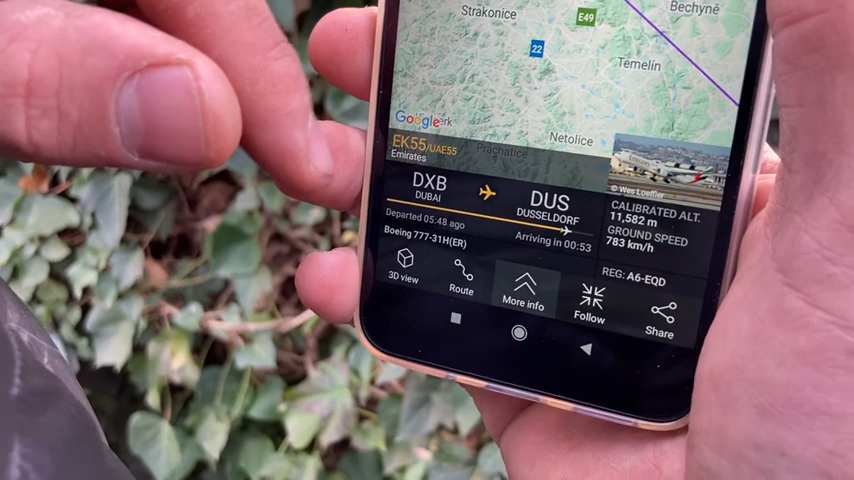 Strakonice
E49
Bechyně
22
Temelín
Google
Netolice
Prachatice
EK55/UAE55
Emirates
© Wes Loeffler
DXB
DUBAI
DUS
DUSSELDORF
CALIBRATED ALT.
11,582 m
GROUND SPEED
783 km/h
Departed 05:48 ago
Arriving in 00:53
Boeing 777-31H(ER)
REG: A6-EQD
3D view
Route
More info
Follow
Share